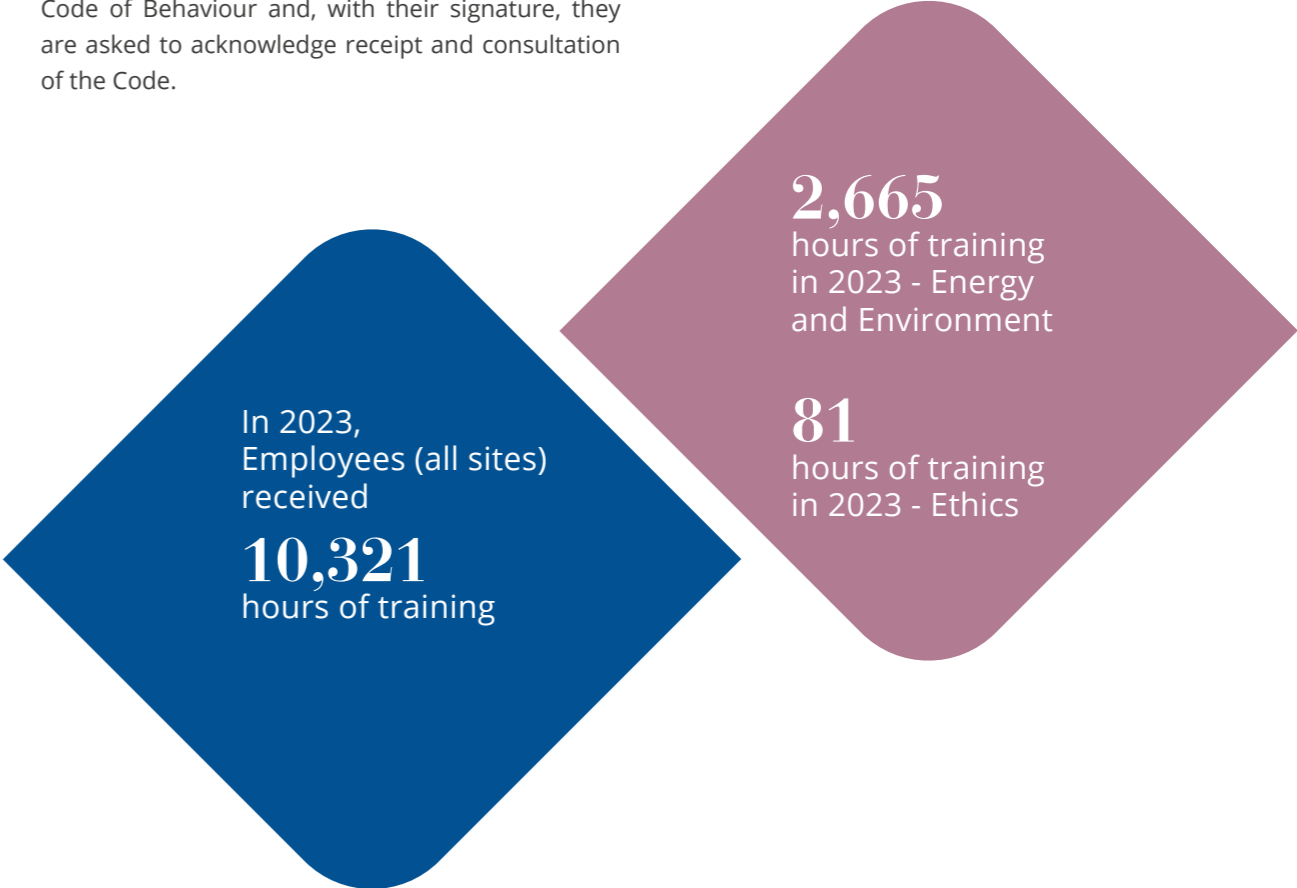 Code of Behaviour and, with their signature, they
are asked to acknowledge receipt and consultation
of the Code.
In 2023,
Employees (all sites)
received
10,321
hours of training
2,665
hours of training
in 2023 - Energy
and Environment
81
hours of training
in 2023 - Ethics